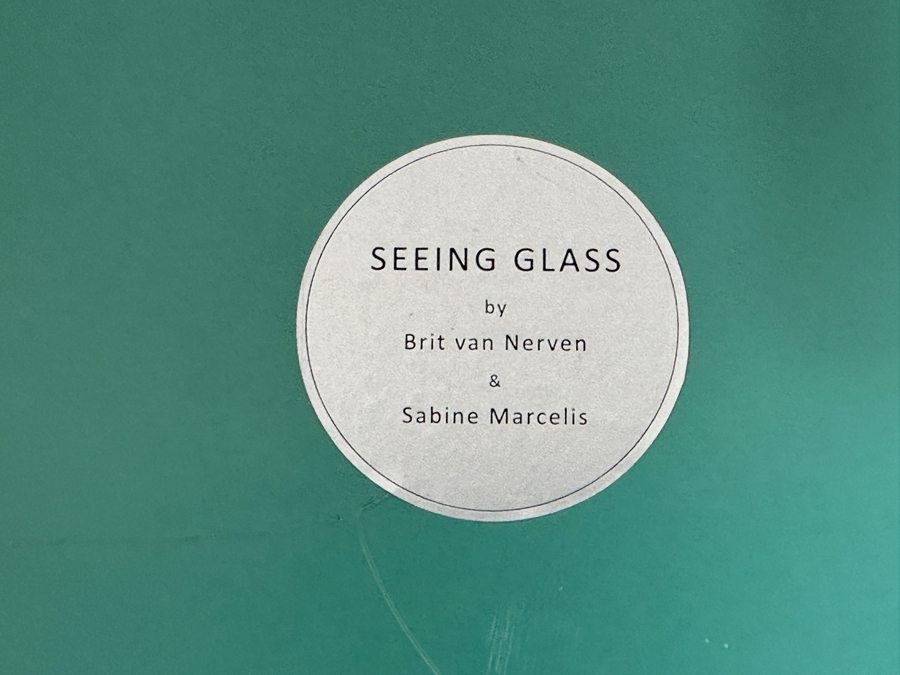 SEEING GLASS
by
Brit van Nerven
&
Sabine Marcelis